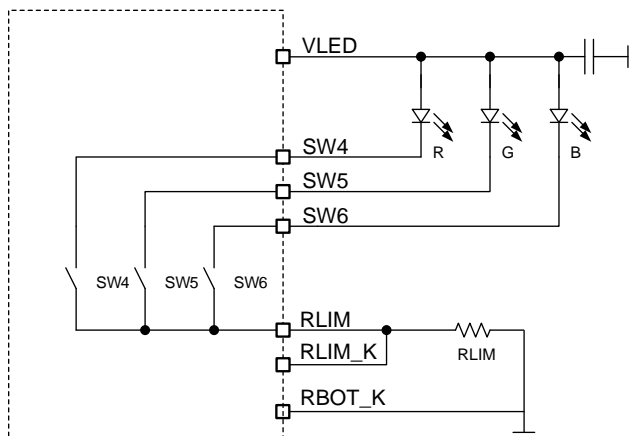 VLED
R G B
SW4
SW5
SW6
SW4 SW5 SW6
RLIM
RLIM_K
RLIM
RBOT_K